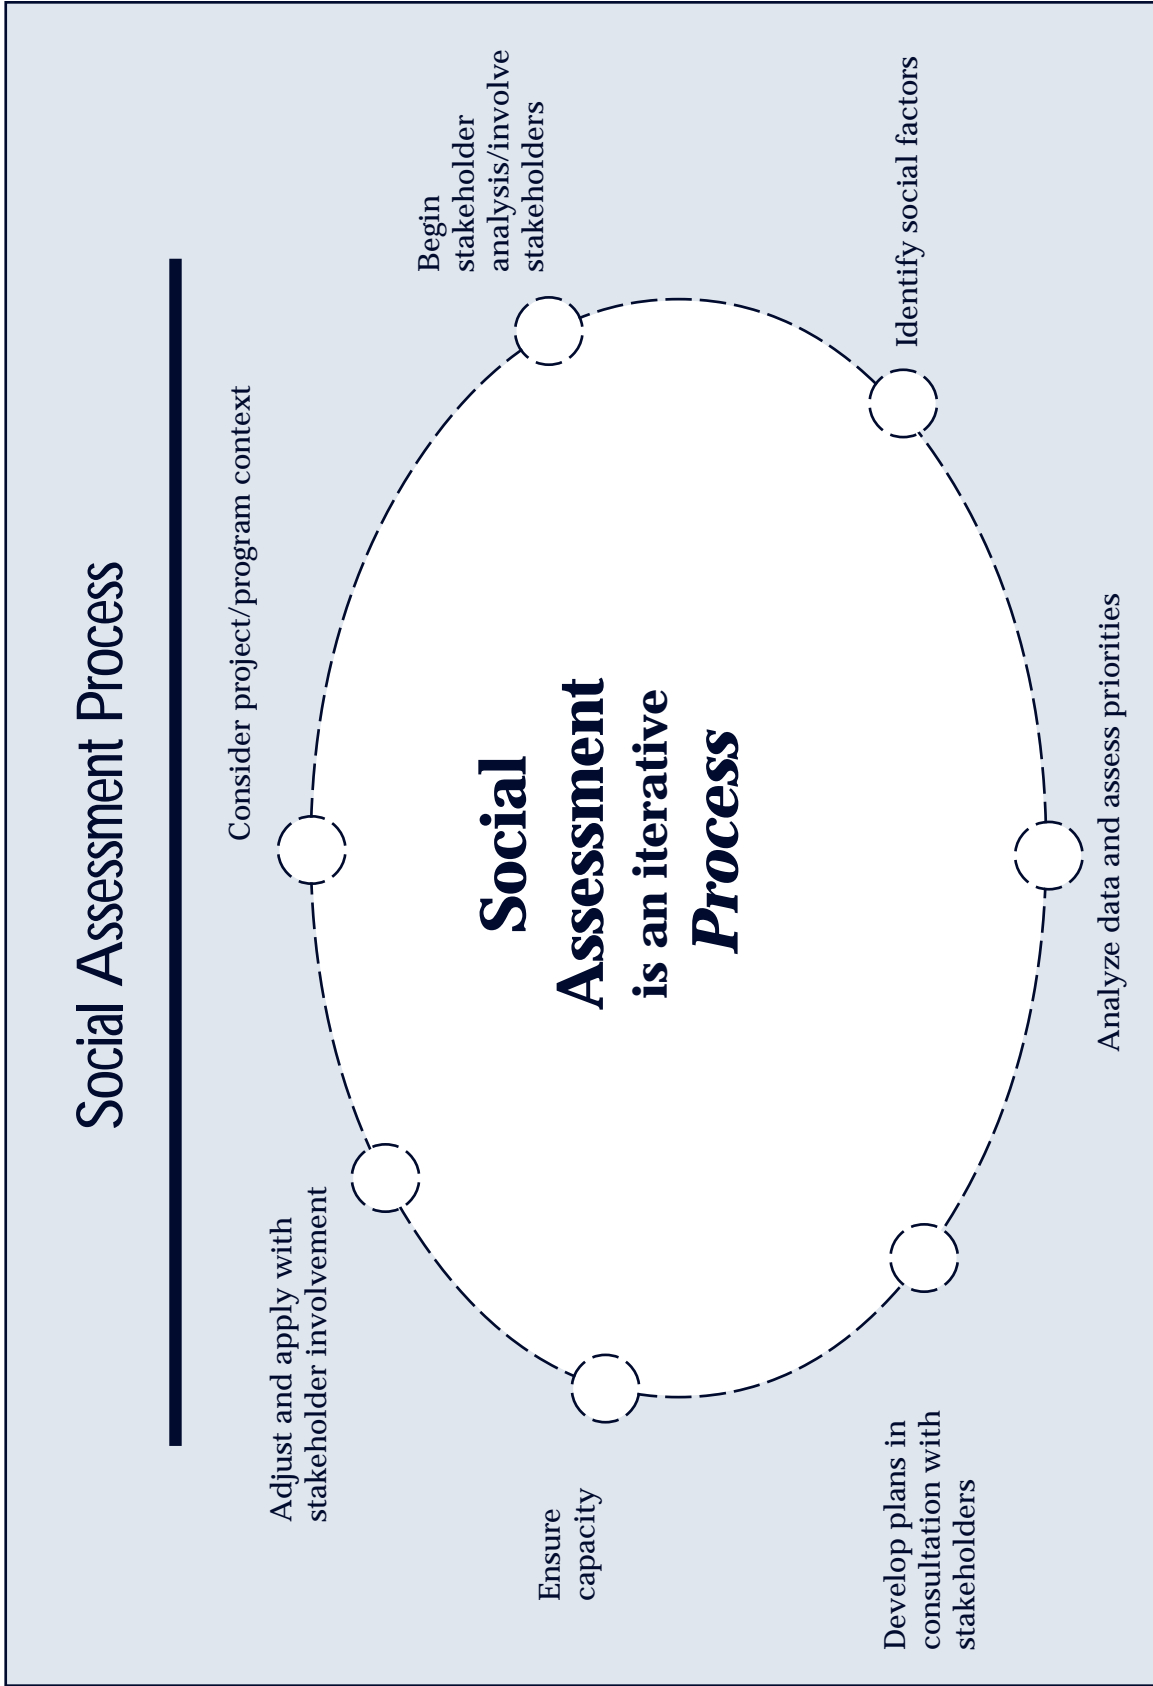 Social Assessment Process
Consider project/program context
Begin
stakeholder
analysis/involve
stakeholders
Identify social factors
Analyze data and assess priorities
Develop plans in
consultation with
stakeholders
Ensure
capacity
Adjust and apply with
stakeholder involvement
Social
Assessment
is an iterative
Process